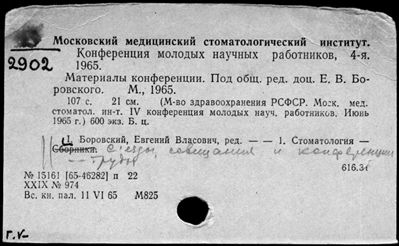 Московский медицинский стоматологический институт.
Конференция молодых научных работников, 4-я.
2902
1965.
Материалы конференции. Под общ. ред. доц. Е. В. Бо-
ровского. М., 1965.
107 с. 21 см. (М-во здравоохранения РСФСР. Моск. мед.
стоматол. ин-т. IV конференция молодых науч. работников. Июнь
1965 г.) 600 экз. Б. ц.
1. Боровский, Евгений Власович, ред. — — 1. Стоматология —
Сборники. Съезды, совещания и конференции
— Труды
616.31
№ 15161 [65-46282] п 22
XXIX № 974
Вс. кн. пал. 11 VI 65 М825
Г.V-